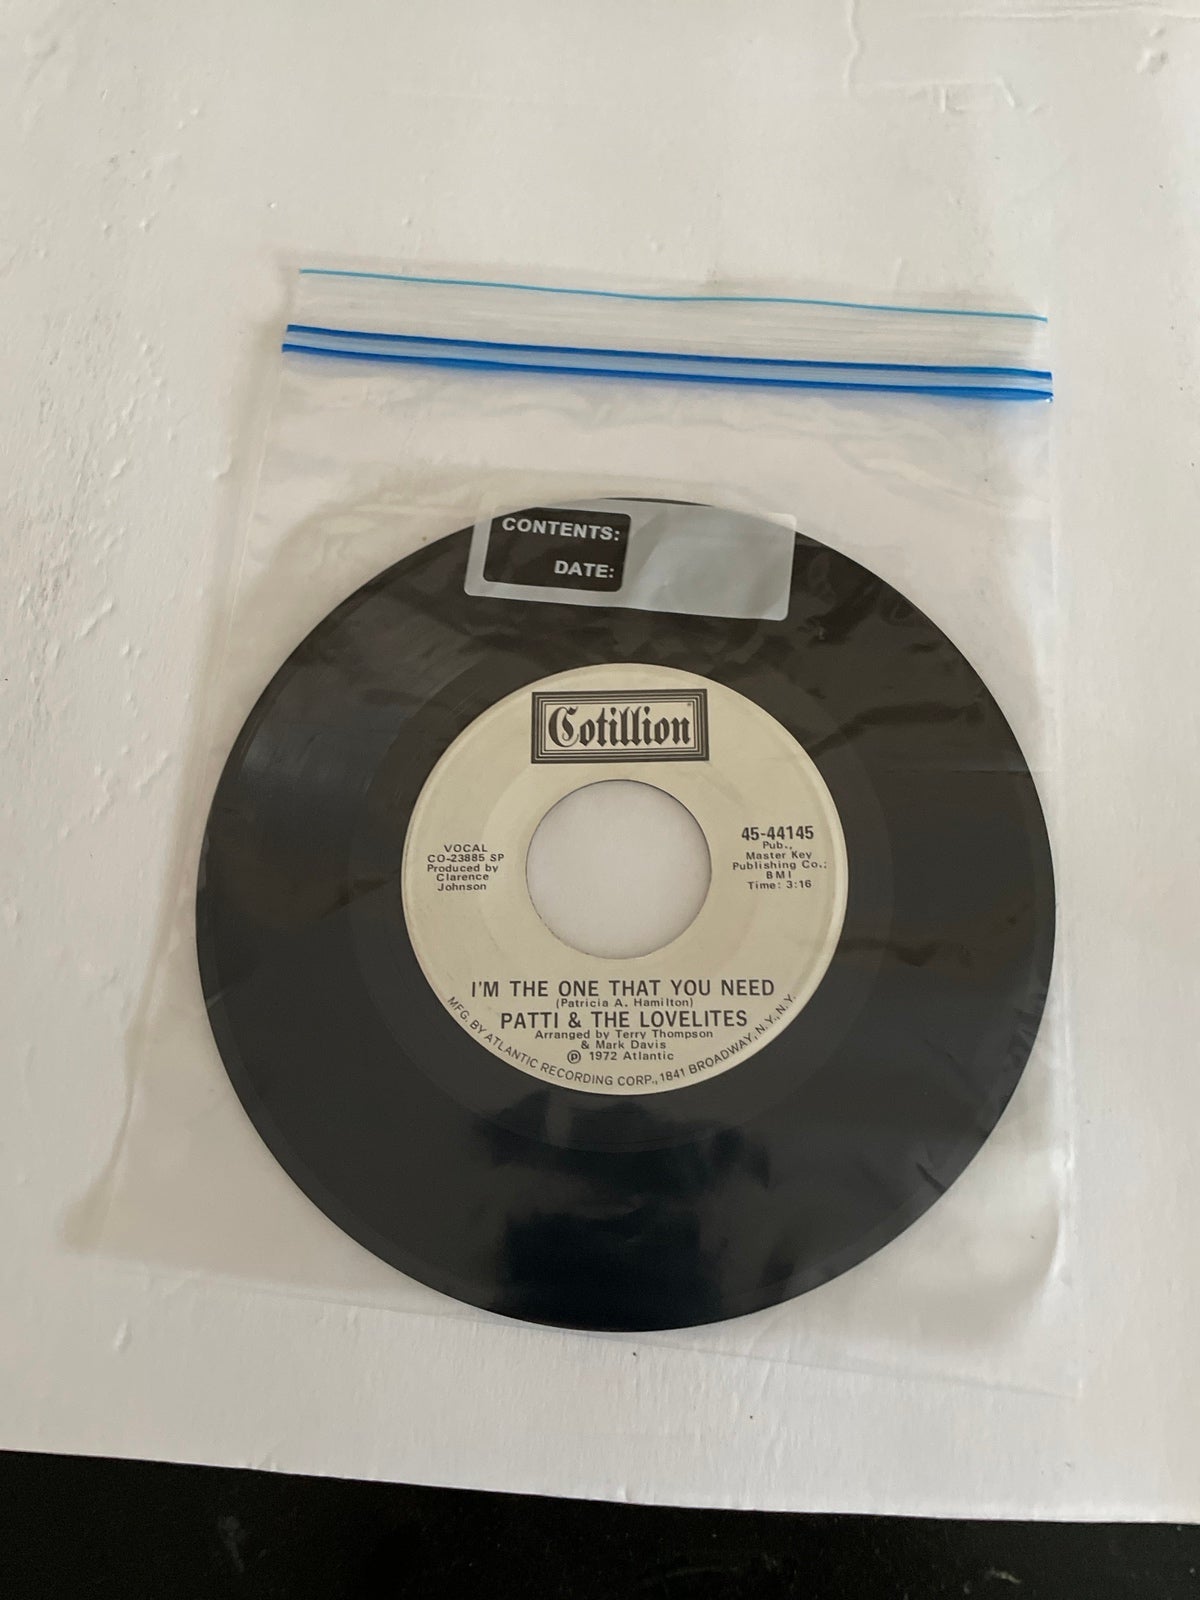 CONTENTS:
DATE:
Cotillion
VOCAL
CO-23885 SP
Produced by
Clarence
Johnson
45-44145
Pub.,
Master Key
Publishing Co.:
BMI
Time: 3:16
I'M THE ONE THAT YOU NEED
(Patricia A. Hamilton)
PATTI & THE LOVELITES
Arranged by Terry Thompson
& Mark Davis
Ⓟ 1972 Atlantic
MFG. BY ATLANTIC RECORDING CORP., 1841 BROADWAY, N.Y., N.Y.